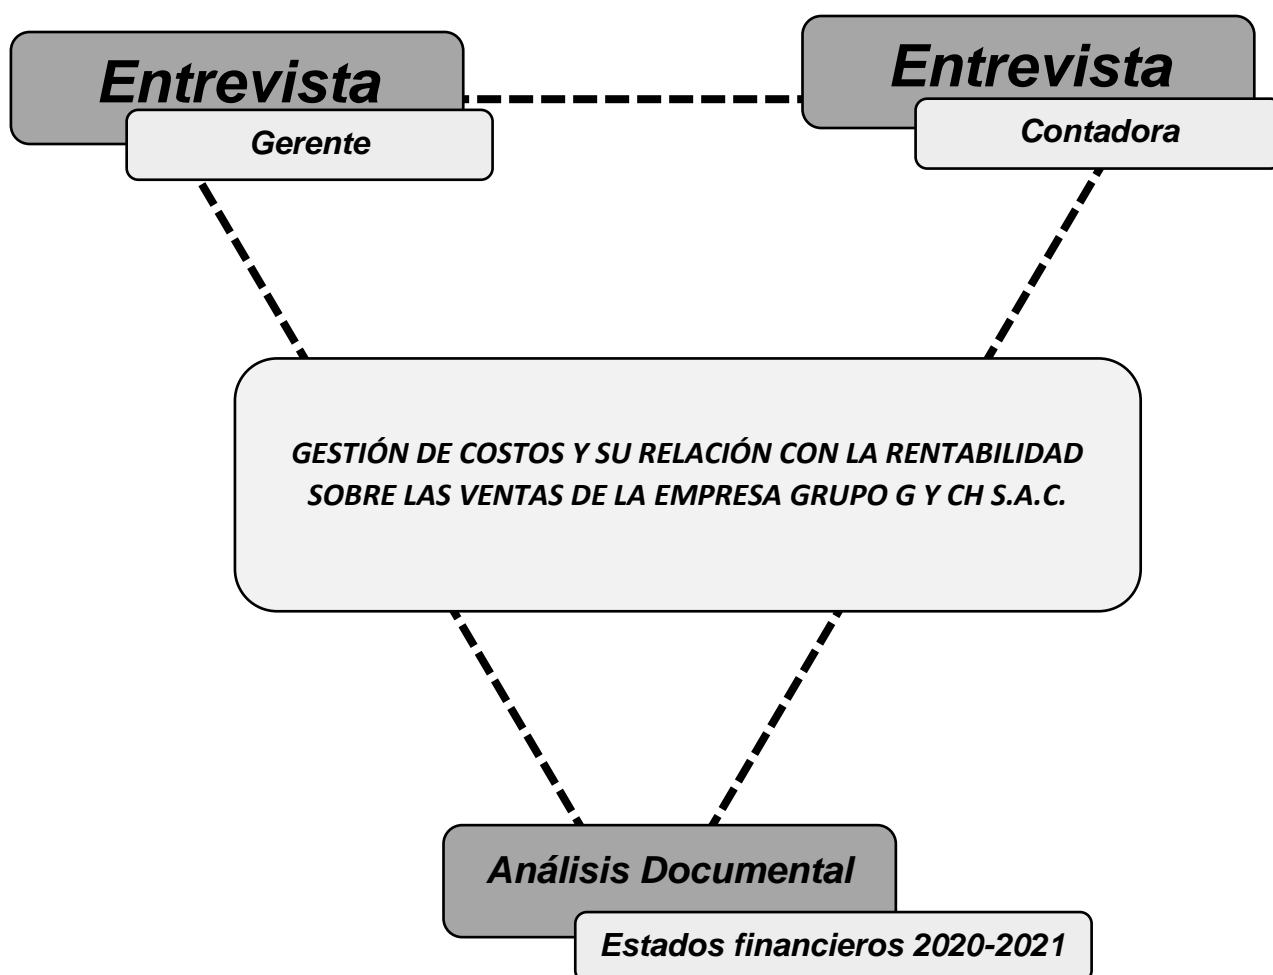 Entrevista
Gerente
Entrevista
Contadora
GESTIÓN DE COSTOS Y SU RELACIÓN CON LA RENTABILIDAD
SOBRE LAS VENTAS DE LA EMPRESA GRUPO G Y CH S.A.C.
Análisis Documental
Estados financieros 2020-2021